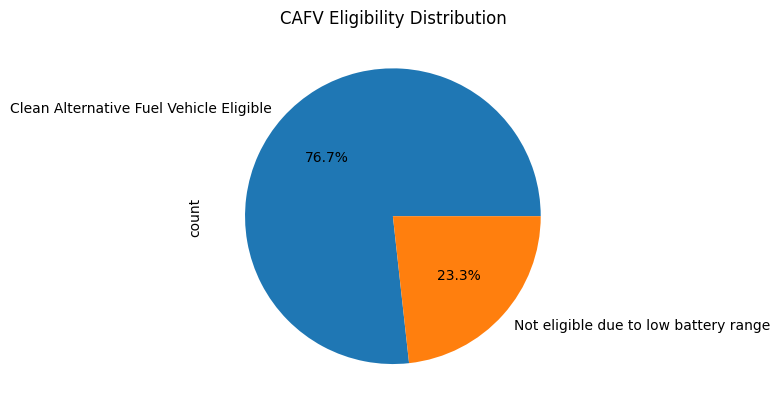 CAFV Eligibility Distribution
Clean Alternative Fuel Vehicle Eligible
76.7%
count
23.3%
Not eligible due to low battery range